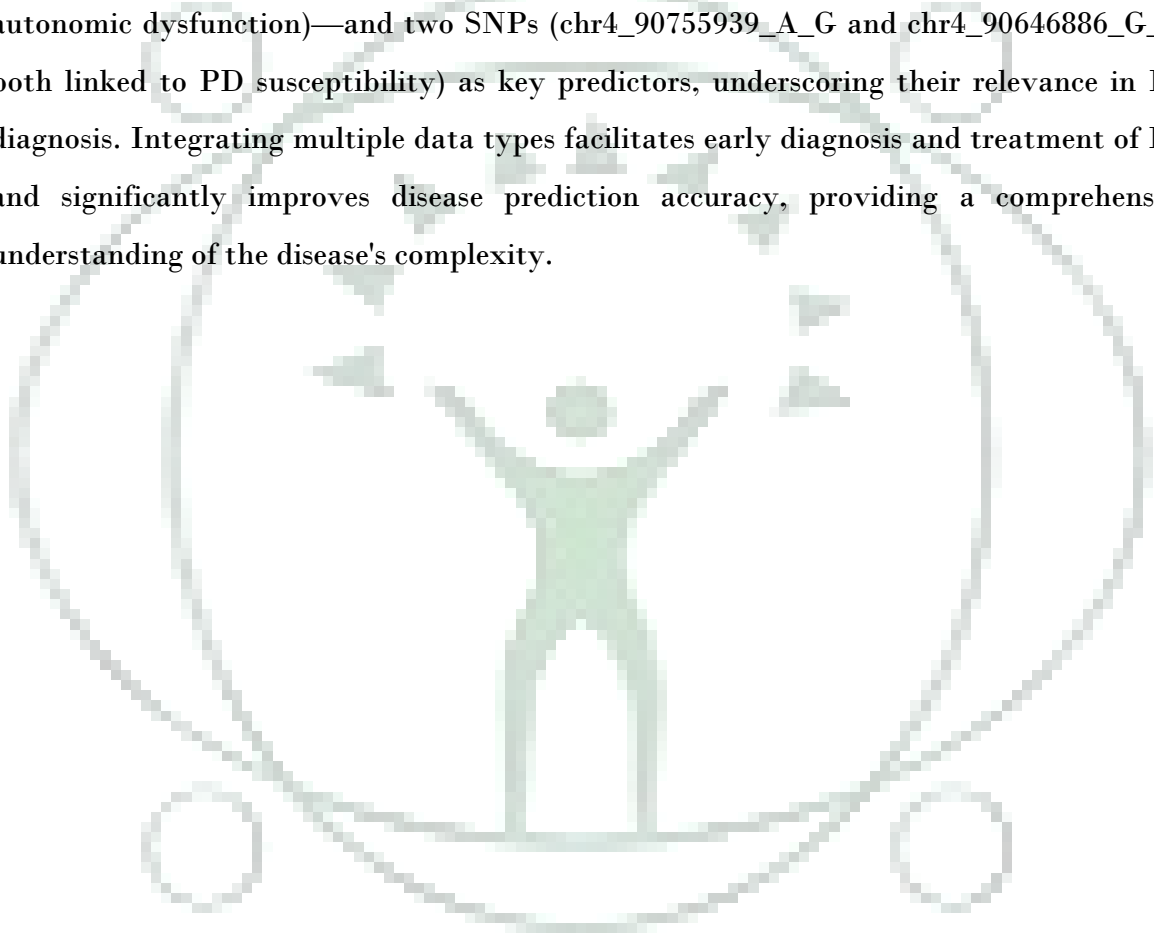 autonomic dysfunction)—and two SNPs (chr4_90755939_A_G and chr4_90646886_G_
both linked to PD susceptibility) as key predictors, underscoring their relevance in
diagnosis. Integrating multiple data types facilitates early diagnosis and treatment of
and significantly improves disease prediction accuracy, providing a comprehens
understanding of the disease's complexity.